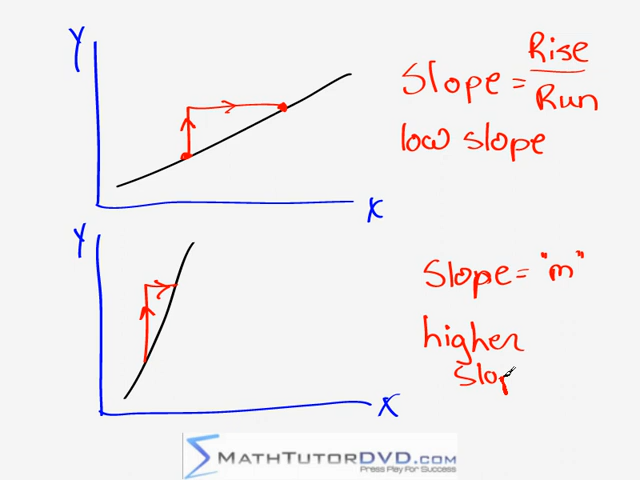 Y
Slope = Rise / Run
low slope
X
Y
Slope = "m"
higher
Slop
X
MATHTUTORDVD.COM
Press Play For Success